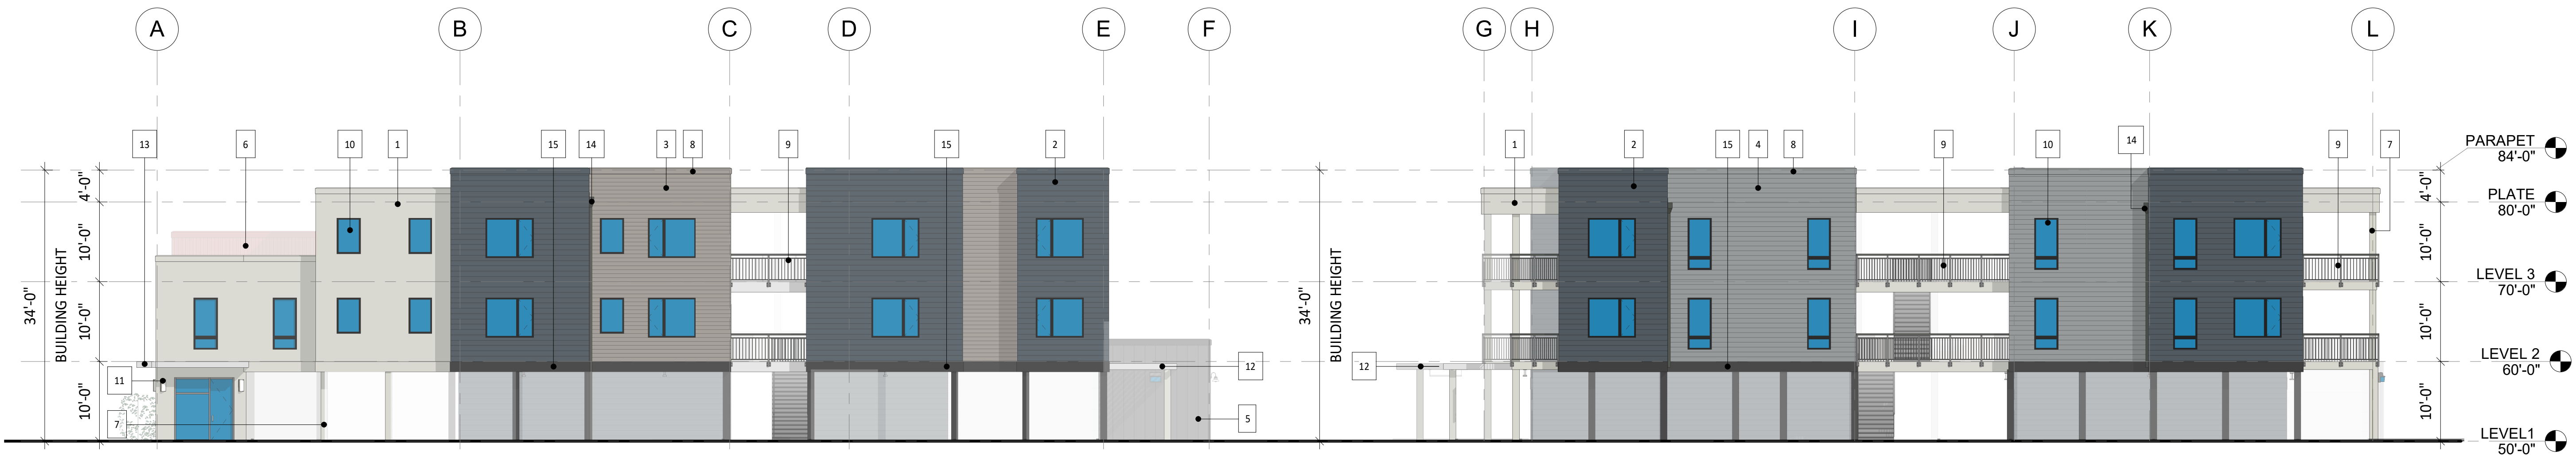 A B C D E F G H I J K L
13 6 10 1 15 14 3 8 9 15 2 1 2 15 4 8 9 10 14 9 7
PARAPET
84'-0"
4'-0" 4'-0"
PLATE
80'-0"
10'-0" 10'-0"
34'-0" BUILDING HEIGHT 34'-0" BUILDING HEIGHT
LEVEL 3
70'-0"
10'-0" 10'-0"
LEVEL 2
60'-0"
11 12 12
10'-0" 10'-0"
7 5
LEVEL1
50'-0"